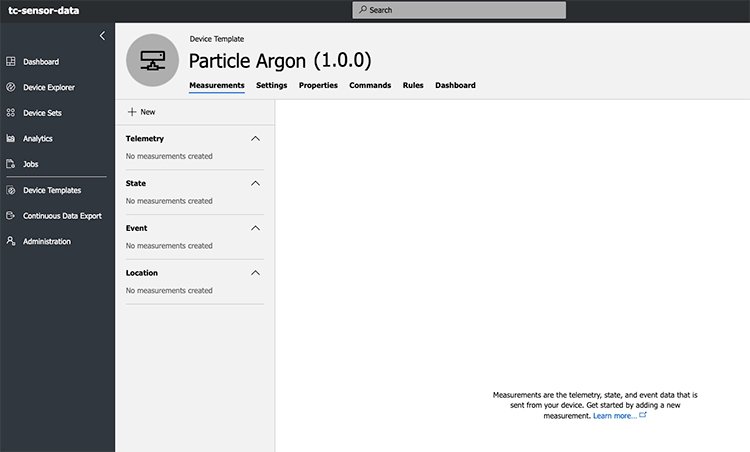 tc-sensor-data
Search
Dashboard
Device Explorer
Device Sets
Analytics
Jobs
Device Templates
Continuous Data Export
Administration
Device Template
Particle Argon (1.0.0)
Measurements Settings Properties Commands Rules Dashboard
New
Telemetry
No measurements created
State
No measurements created
Event
No measurements created
Location
No measurements created
Measurements are the telemetry, state, and event data that is
sent from your device. Get started by adding a new
measurement. Learn more...